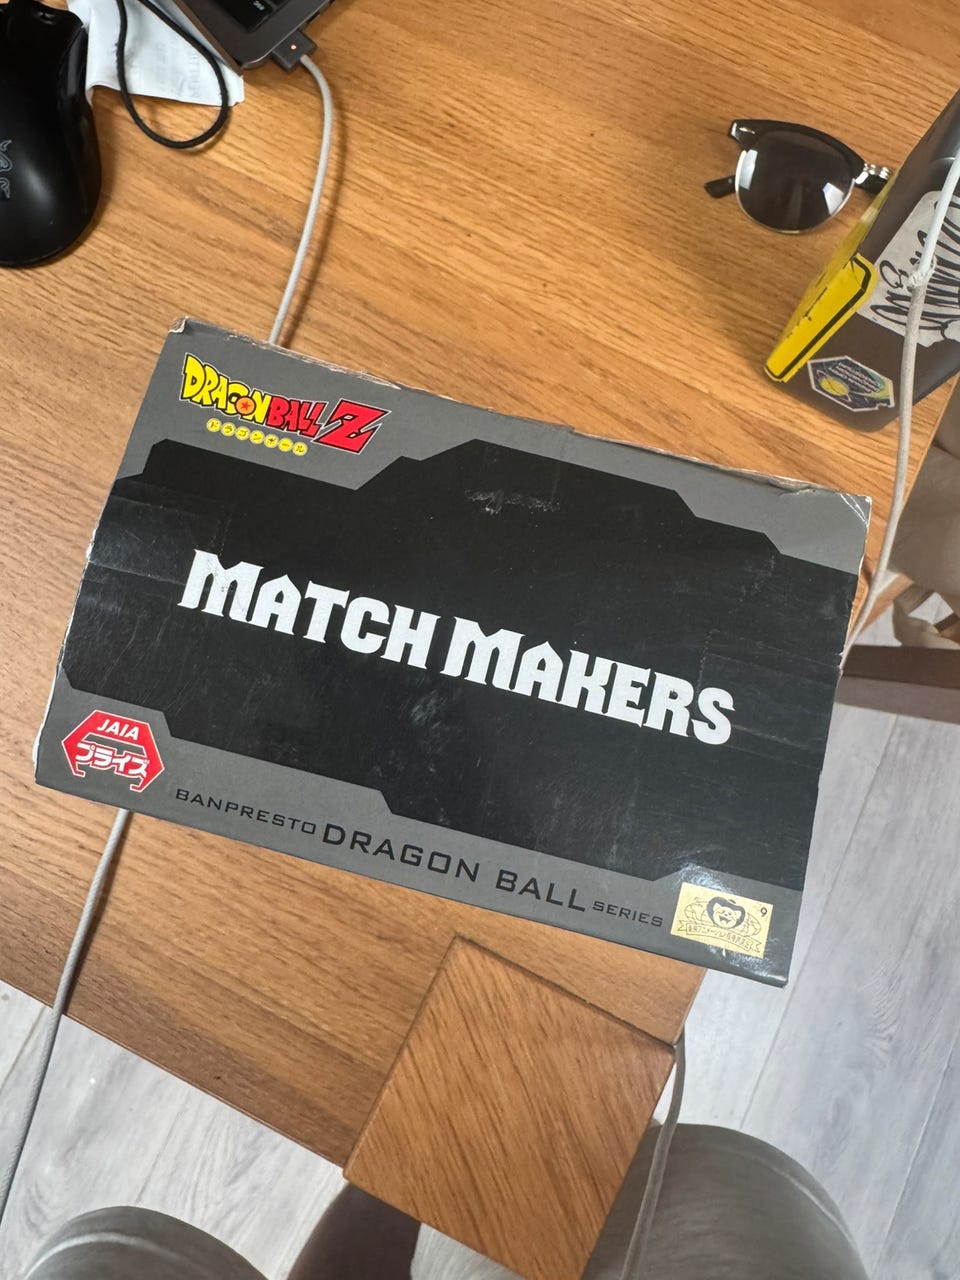 DRAGON BALL Z
ドラゴンボール
MATCH MAKERS
JAIA
プライズ
BANPRESTO DRAGON BALL SERIES
9